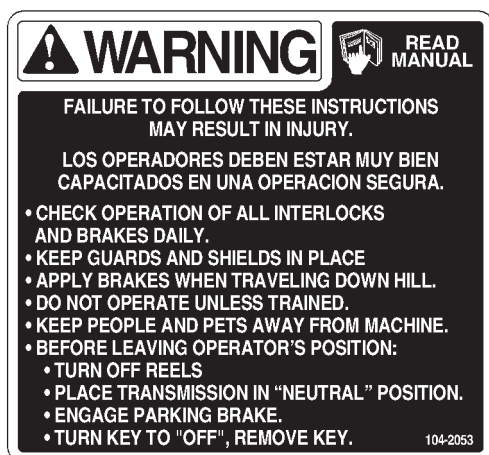 WARNING
READ
MANUAL
FAILURE TO FOLLOW THESE INSTRUCTIONS
MAY RESULT IN INJURY.
LOS OPERADORES DEBEN ESTAR MUY BIEN
CAPACITADOS EN UNA OPERACION SEGURA.
• CHECK OPERATION OF ALL INTERLOCKS
AND BRAKES DAILY.
• KEEP GUARDS AND SHIELDS IN PLACE
• APPLY BRAKES WHEN TRAVELING DOWN HILL.
• DO NOT OPERATE UNLESS TRAINED.
• KEEP PEOPLE AND PETS AWAY FROM MACHINE.
• BEFORE LEAVING OPERATOR'S POSITION:
• TURN OFF REELS
• PLACE TRANSMISSION IN “NEUTRAL” POSITION.
• ENGAGE PARKING BRAKE.
• TURN KEY TO "OFF", REMOVE KEY.
104-2053